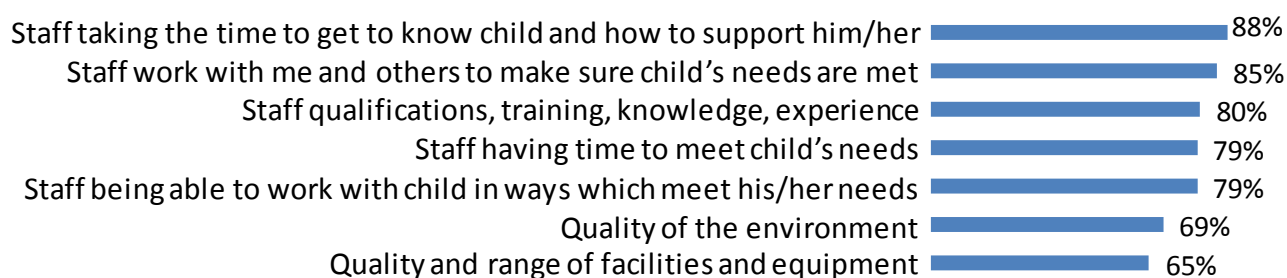 Staff taking the time to get to know child and how to support him/her 88%
Staff work with me and others to make sure child's needs are met 85%
Staff qualifications, training, knowledge, experience 80%
Staff having time to meet child's needs 79%
Staff being able to work with child in ways which meet his/her needs 79%
Quality of the environment 69%
Quality and range of facilities and equipment 65%